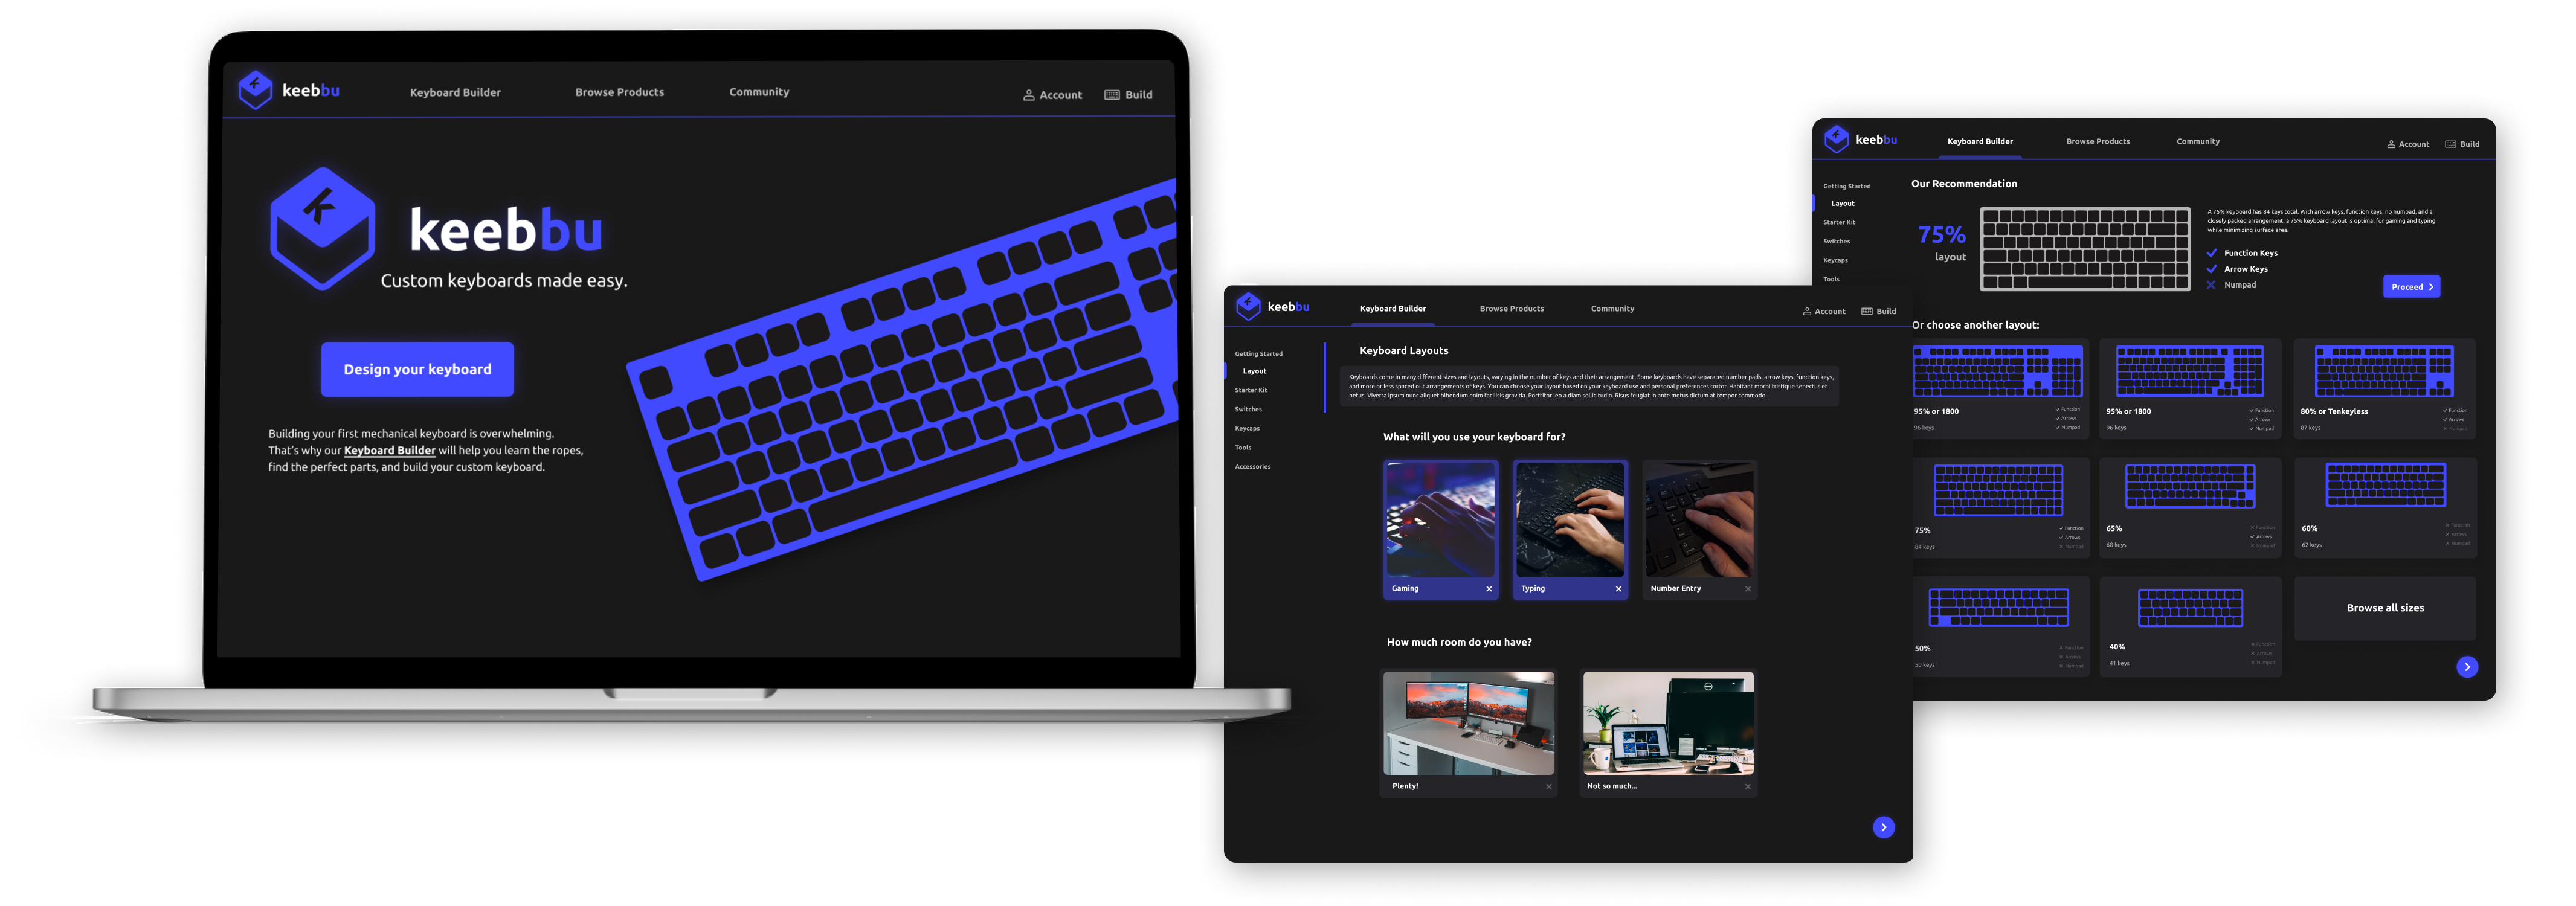 keebbu
Keyboard Builder
Browse Products
Community
Account
Build
keebbu
Custom keyboards made easy.
Design your keyboard
Building your first mechanical keyboard is overwhelming.
That's why our Keyboard Builder will help you learn the ropes,
find the perfect parts, and build your custom keyboard.
keebbu
Keyboard Builder
Browse Products
Community
Account
Build
Getting Started
Layout
Starter Kit
Switches
Keycaps
Tools
Accessories
Keyboard Layouts
Keyboards come in many different sizes and layouts, varying in the number of keys and their arrangement. Some keyboards have separated number pads, arrow keys, function keys,
and more or less spaced out arrangements of keys. You can choose your layout based on your keyboard use and personal preferences tortor. Habitant morbi tristique senectus et
netus. Viverra ipsum nunc aliquet bibendum enim facilisis gravida. Porttitor leo a diam sollicitudin. Risus feugiat in ante metus dictum at tempor commodo.
What will you use your keyboard for?
Gaming
Typing
Number Entry
How much room do you have?
Plenty!
Not so much...
keebbu
Keyboard Builder
Browse Products
Community
Account
Build
Getting Started
Layout
Starter Kit
Switches
Keycaps
Tools
Our Recommendation
75%
layout
A 75% keyboard has 84 keys total. With arrow keys, function keys, no numpad, and a
closely packed arrangement, a 75% keyboard layout is optimal for gaming and typing
while minimizing surface area.
Function Keys
Arrow Keys
Numpad
Proceed
Or choose another layout:
95% or 1800
96 keys
Function
Arrows
Numpad
95% or 1800
96 keys
Function
Arrows
Numpad
80% or Tenkeyless
87 keys
Function
Arrows
Numpad
75%
84 keys
Function
Arrows
Numpad
65%
68 keys
Function
Arrows
Numpad
60%
62 keys
Function
Arrows
Numpad
50%
50 keys
Function
Arrows
Numpad
40%
41 keys
Function
Arrows
Numpad
Browse all sizes